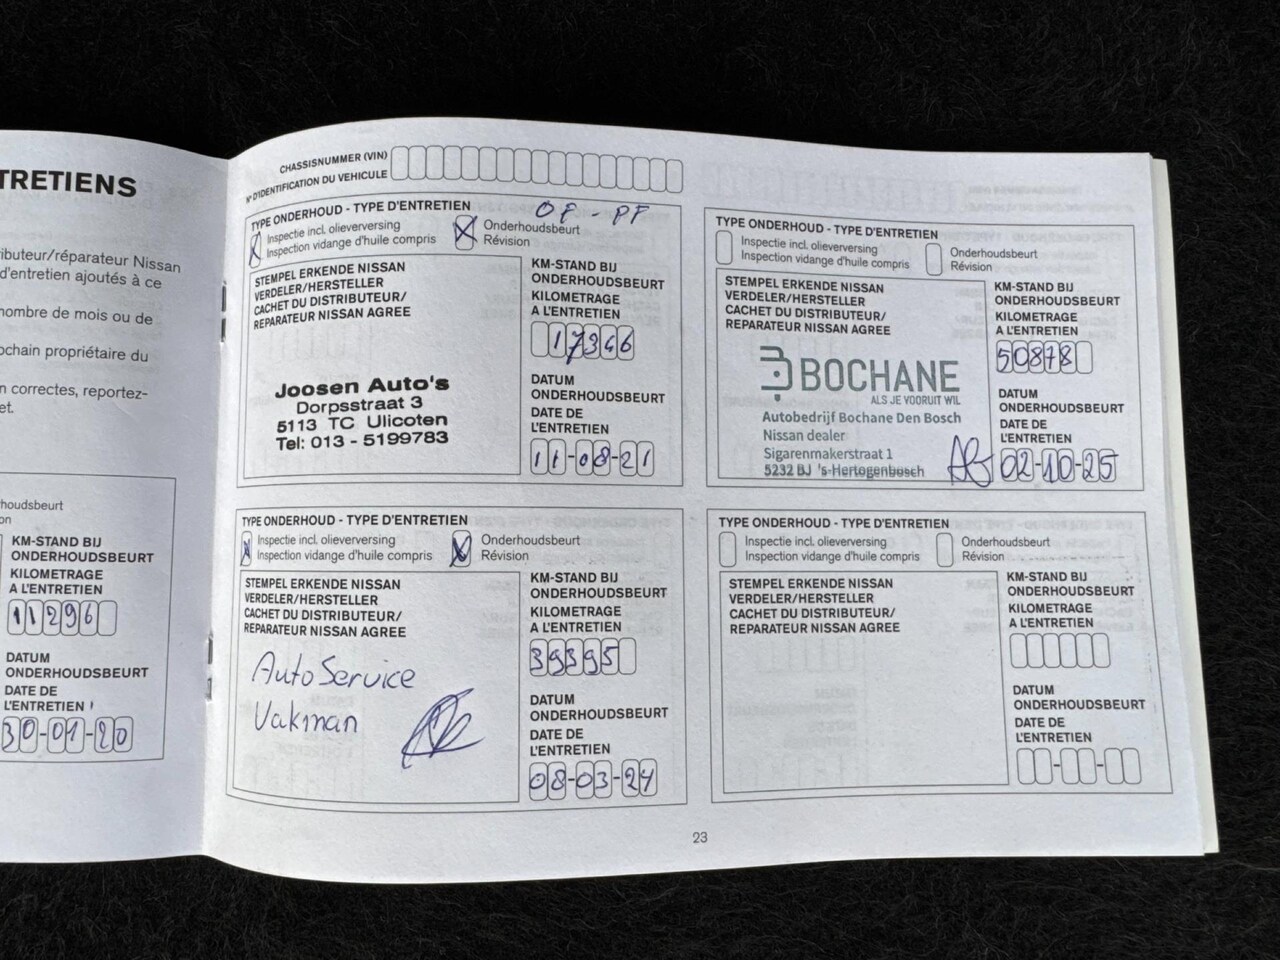 TRETIENS
ributeur/réparateur Nissan
d'entretien ajoutés à ce
nombre de mois ou de
ochain propriétaire du
n correctes, reportez-
et.
houdsbeurt
on
KM-STAND BIJ
ONDERHOUDSBEURT
KILOMETRAGE
A L'ENTRETIEN
11296
DATUM
ONDERHOUDSBEURT
DATE DE
L'ENTRETIEN
30-01-20
CHASSISNUMMER (VIN)
N° D'IDENTIFICATION DU VEHICULE
OF - PF
TYPE ONDERHOUD - TYPE D'ENTRETIEN
Inspectie incl. olieverversing
Inspection vidange d'huile compris
Onderhoudsbeurt
Révision
STEMPEL ERKENDE NISSAN
VERDELER/HERSTELLER
CACHET DU DISTRIBUTEUR/
REPARATEUR NISSAN AGREE
Joosen Auto's
Dorpsstraat 3
5113 TC Ulicoten
Tel: 013 - 5199783
KM-STAND BIJ
ONDERHOUDSBEURT
KILOMETRAGE
A L'ENTRETIEN
17346
DATUM
ONDERHOUDSBEURT
DATE DE
L'ENTRETIEN
11-08-21
TYPE ONDERHOUD - TYPE D'ENTRETIEN
Inspectie incl. olieverversing
Inspection vidange d'huile compris
Onderhoudsbeurt
Révision
STEMPEL ERKENDE NISSAN
VERDELER/HERSTELLER
CACHET DU DISTRIBUTEUR/
REPARATEUR NISSAN AGREE
BOCHANE
ALS JE VOORUIT WIL
Autobedrijf Bochane Den Bosch
Nissan dealer
Sigarenmakerstraat 1
5232 BJ 's-Hertogenbosch
KM-STAND BIJ
ONDERHOUDSBEURT
KILOMETRAGE
A L'ENTRETIEN
50878
DATUM
ONDERHOUDSBEURT
DATE DE
L'ENTRETIEN
02-10-25
TYPE ONDERHOUD - TYPE D'ENTRETIEN
Inspectie incl. olieverversing
Inspection vidange d'huile compris
Onderhoudsbeurt
Révision
STEMPEL ERKENDE NISSAN
VERDELER/HERSTELLER
CACHET DU DISTRIBUTEUR/
REPARATEUR NISSAN AGREE
AutoService
Vakman
KM-STAND BIJ
ONDERHOUDSBEURT
KILOMETRAGE
A L'ENTRETIEN
39395
DATUM
ONDERHOUDSBEURT
DATE DE
L'ENTRETIEN
08-03-24
TYPE ONDERHOUD - TYPE D'ENTRETIEN
Inspectie incl. olieverversing
Inspection vidange d'huile compris
Onderhoudsbeurt
Révision
STEMPEL ERKENDE NISSAN
VERDELER/HERSTELLER
CACHET DU DISTRIBUTEUR/
REPARATEUR NISSAN AGREE
KM-STAND BIJ
ONDERHOUDSBEURT
KILOMETRAGE
A L'ENTRETIEN
DATUM
ONDERHOUDSBEURT
DATE DE
L'ENTRETIEN
23